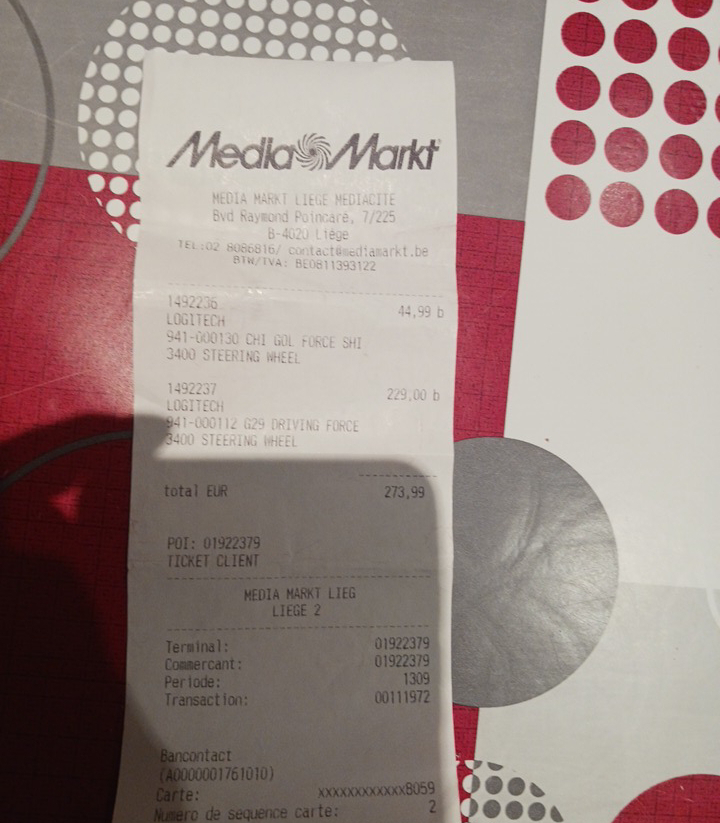 Media Markt
MEDIA MARKT LIEGE MEDIACITE
Bvd Raymond Poincaré, 7/225
B-4020 Liège
TEL:02 8086816/ contact@mediamarkt.be
BTW/TVA: BE0811393122
1492236 44,99 b
LOGITECH
941-000130 CHI GOL FORCE SHI
3400 STEERING WHEEL
1492237 229,00 b
LOGITECH
941-000112 G29 DRIVING FORCE
3400 STEERING WHEEL
total EUR 273,99
POI: 01922379
TICKET CLIENT
MEDIA MARKT LIEG
LIEGE 2
Terminal: 01922379
Commercant: 01922379
Periode: 1309
Transaction: 00111972
Bancontact
(A0000001761010)
Carte: xxxxxxxxxxxx8059
Numero de sequence carte: 2